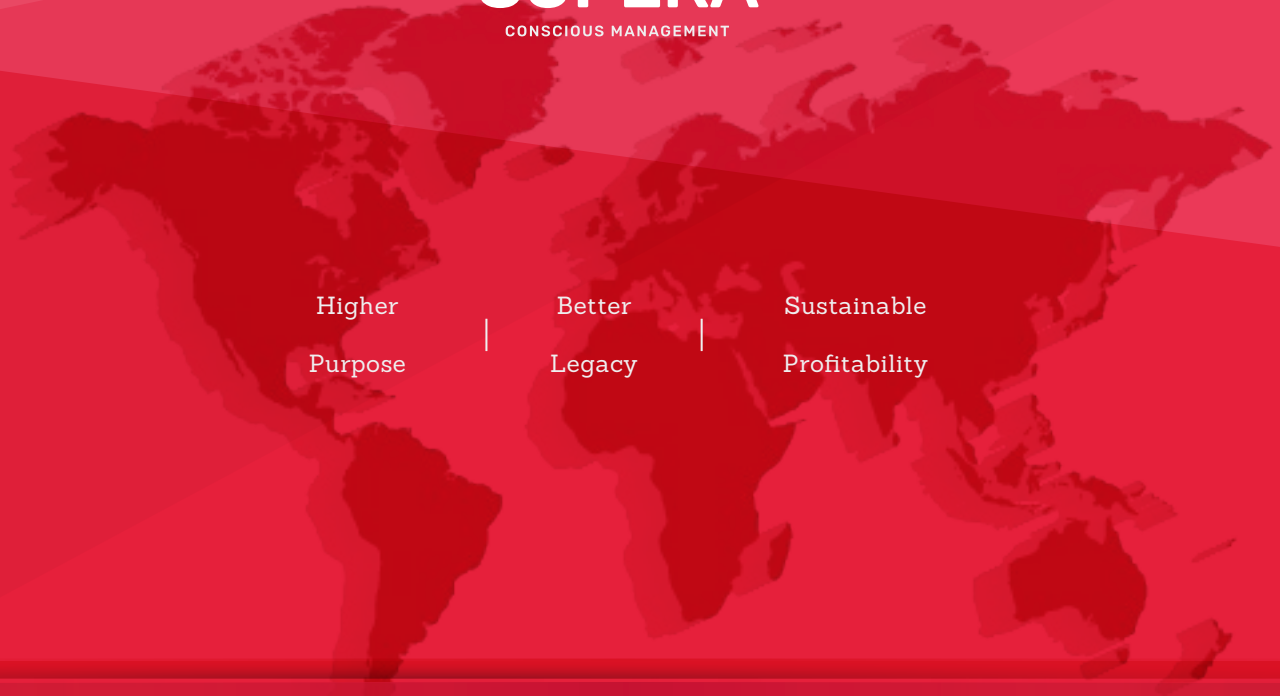 CONSCIOUS MANAGEMENT
Higher
Purpose
|
Better
Legacy
|
Sustainable
Profitability